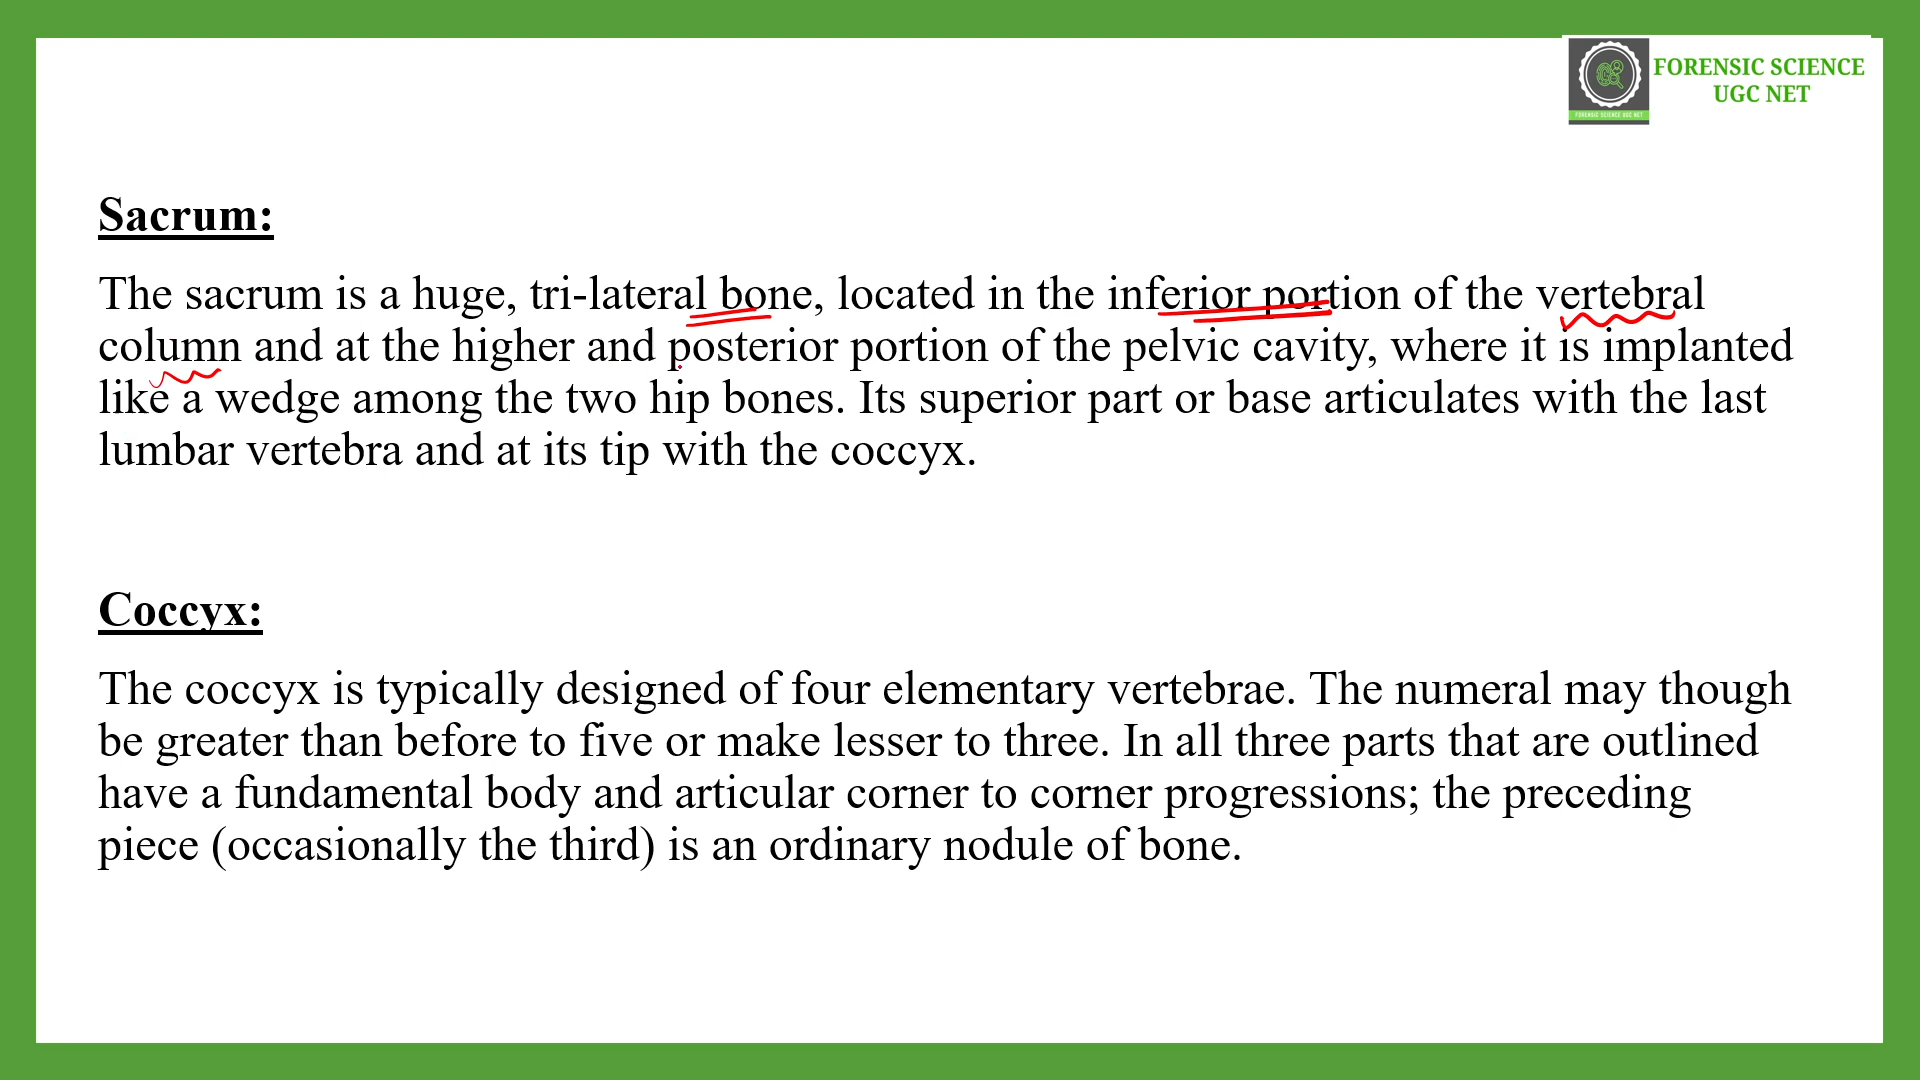 FORENSIC SCIENCE
UGC NET
FORENSIC SCIENCE UGC NET
Sacrum:
The sacrum is a huge, tri-lateral bone, located in the inferior portion of the vertebral
column and at the higher and posterior portion of the pelvic cavity, where it is implanted
like a wedge among the two hip bones. Its superior part or base articulates with the last
lumbar vertebra and at its tip with the coccyx.
Coccyx:
The coccyx is typically designed of four elementary vertebrae. The numeral may though
be greater than before to five or make lesser to three. In all three parts that are outlined
have a fundamental body and articular corner to corner progressions; the preceding
piece (occasionally the third) is an ordinary nodule of bone.